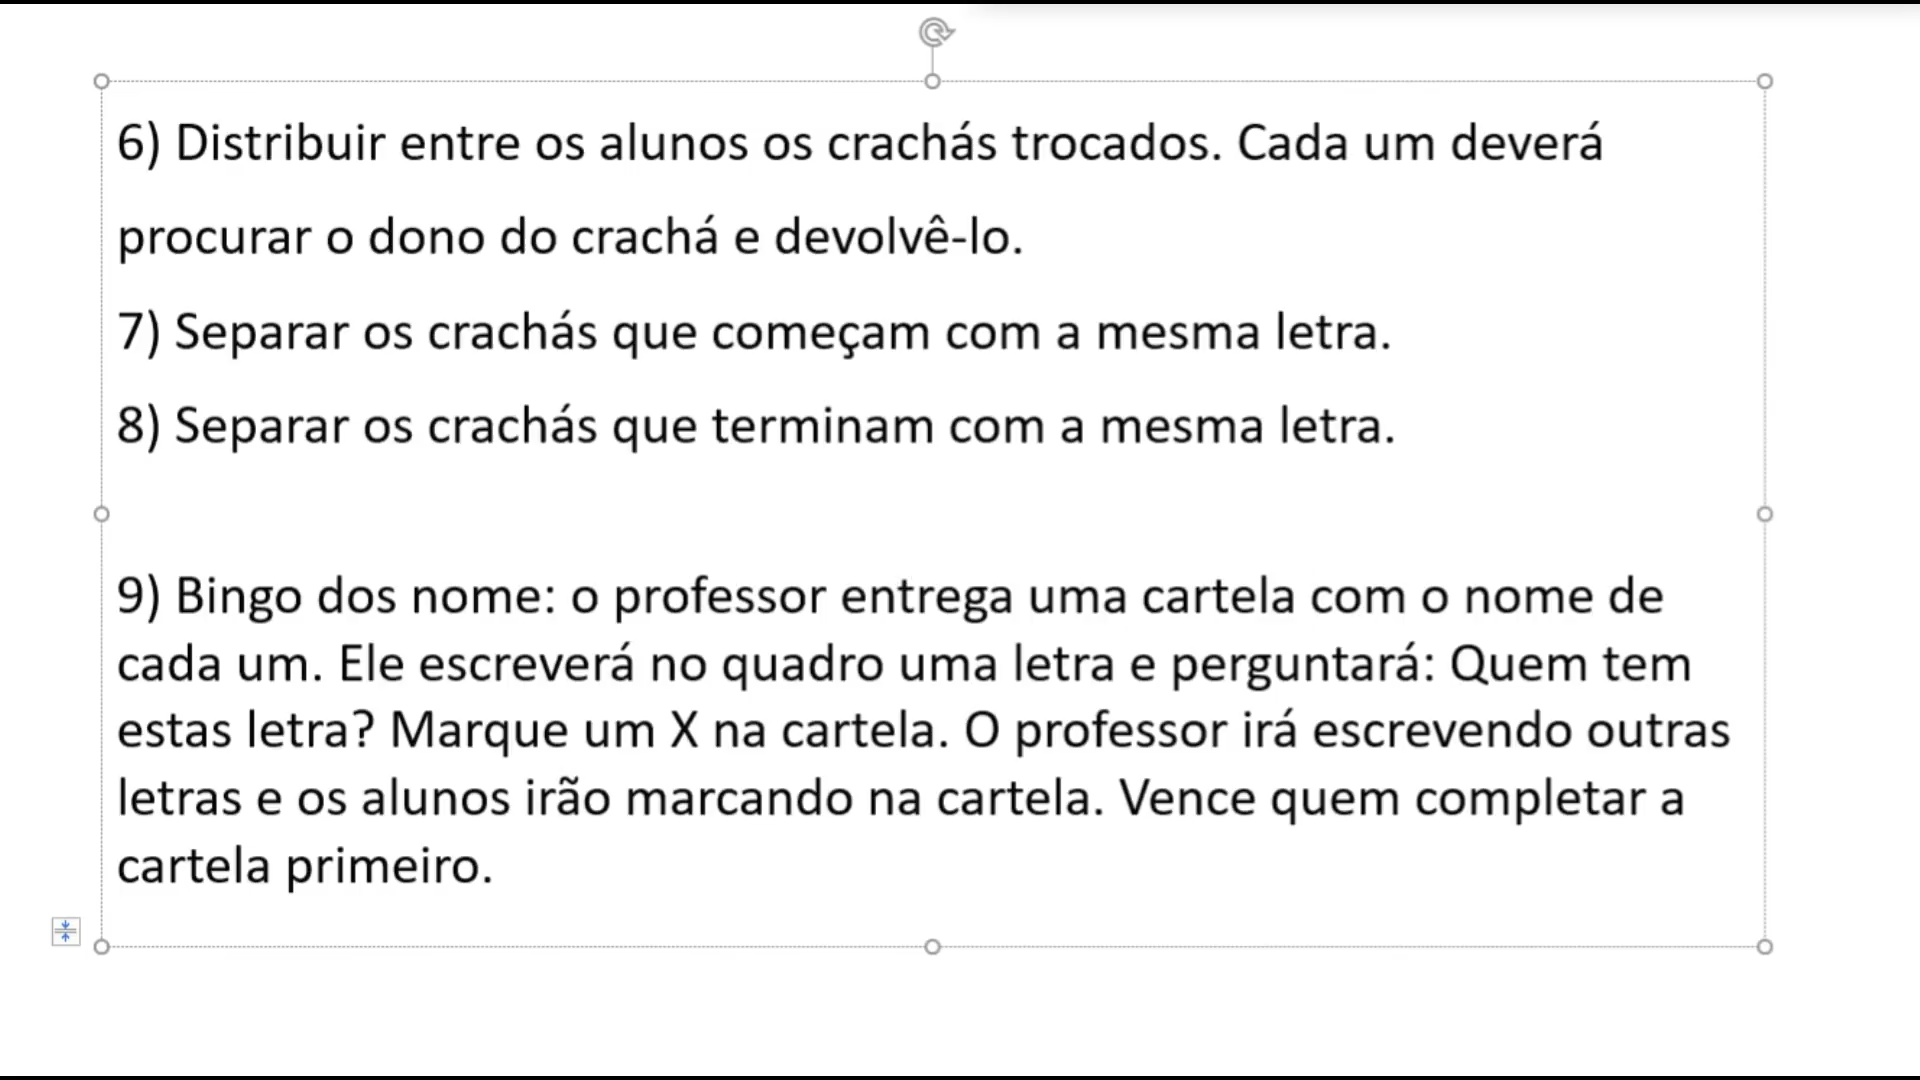 6) Distribuir entre os alunos os crachás trocados. Cada um deverá
procurar o dono do crachá e devolvê-lo.
7) Separar os crachás que começam com a mesma letra.
8) Separar os crachás que terminam com a mesma letra.
9) Bingo dos nome: o professor entrega uma cartela com o nome de
cada um. Ele escreverá no quadro uma letra e perguntará: Quem tem
estas letra? Marque um X na cartela. O professor irá escrevendo outras
letras e os alunos irão marcando na cartela. Vence quem completar a
cartela primeiro.